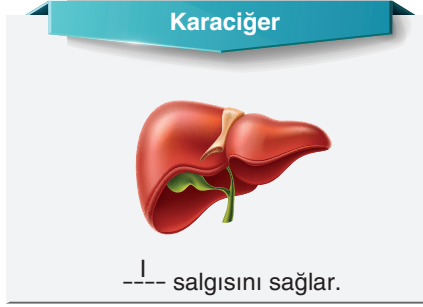 Karaciğer
I
---- salgısını sağlar.